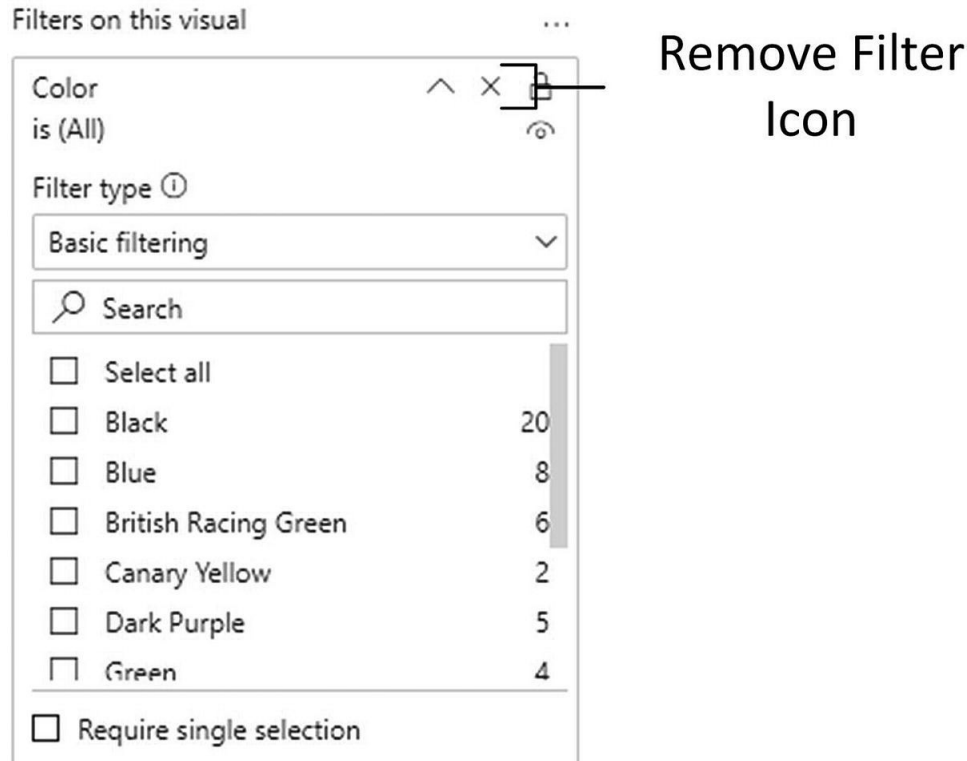 Filters on this visual
Remove Filter
Icon
Color
is (All)
Filter type
Basic filtering
Search
Select all
Black 20
Blue 8
British Racing Green 6
Canary Yellow 2
Dark Purple 5
Green 4
Require single selection